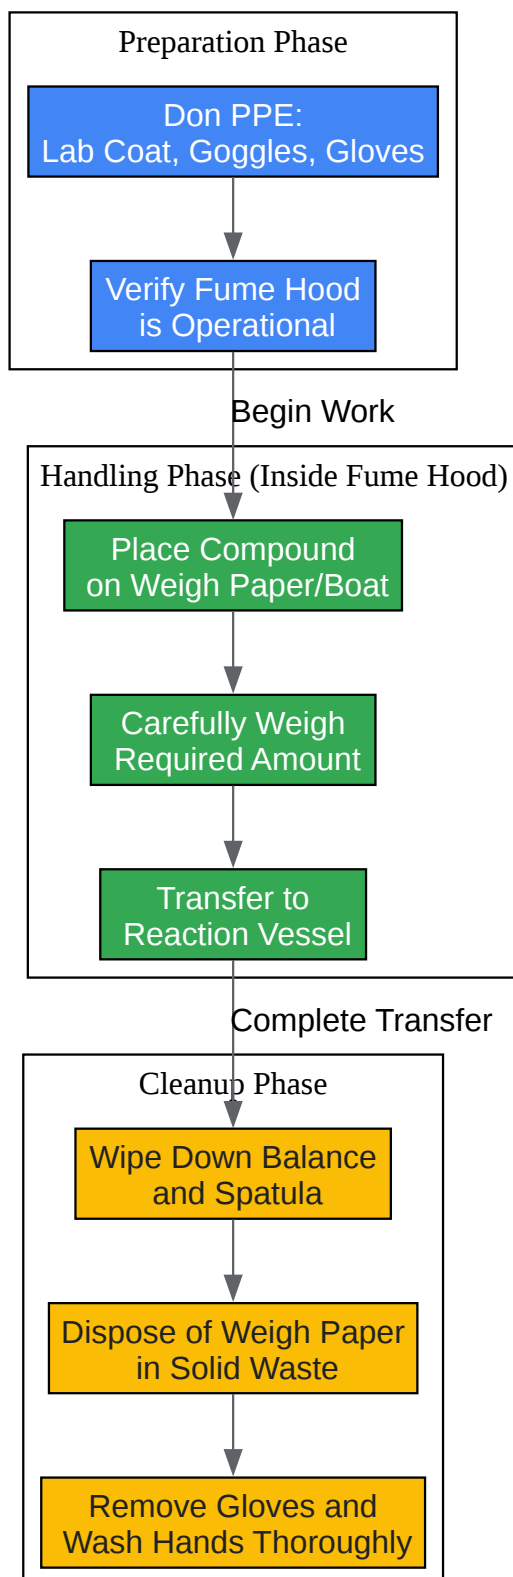 Preparation Phase
Don PPE:
Lab Coat, Goggles, Gloves
Verify Fume Hood
is Operational
Begin Work
Handling Phase (Inside Fume Hood)
Place Compound
on Weigh Paper/Boat
Carefully Weigh
Required Amount
Transfer to
Reaction Vessel
Complete Transfer
Cleanup Phase
Wipe Down Balance
and Spatula
Dispose of Weigh Paper
in Solid Waste
Remove Gloves and
Wash Hands Thoroughly